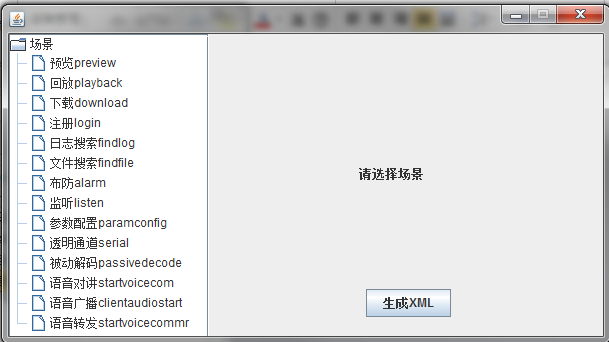 场景
预览preview
回放playback
下载download
注册login
日志搜索findlog
文件搜索findfile
布防alarm
监听listen
参数配置paramconfig
透明通道serial
被动解码passivedecode
语音对讲startvoicecom
语音广播clientaudiostart
语音转发startvoicecommr
请选择场景
生成XML